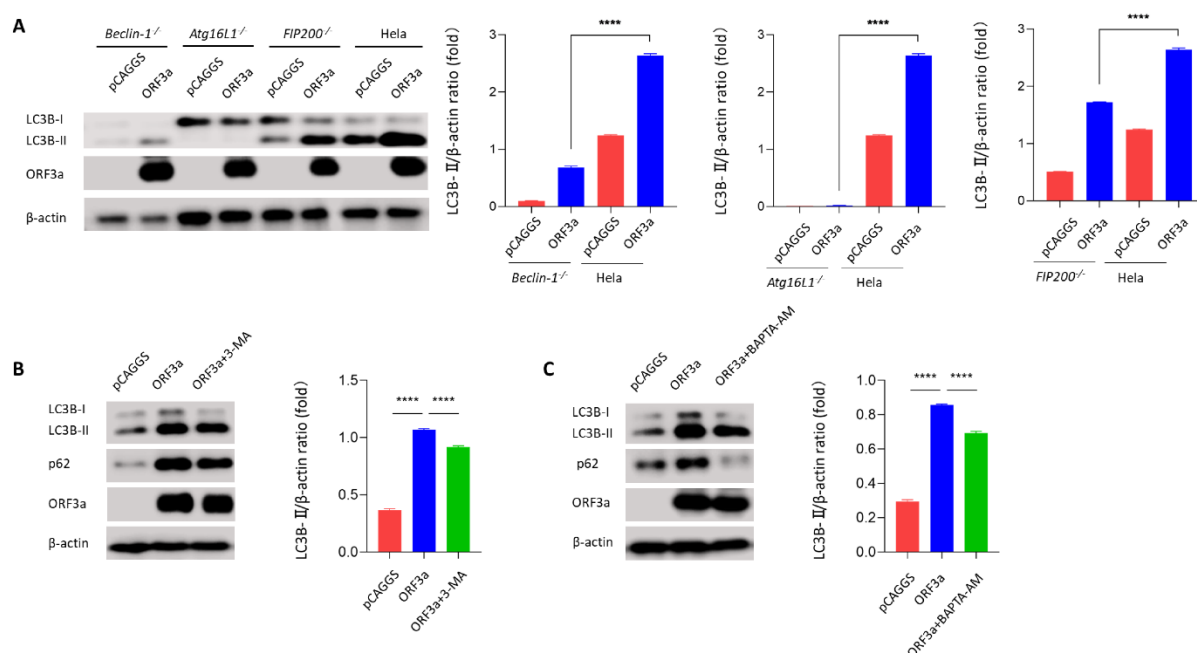 A
Beclin-1-/-
Atg16L1-/-
FIP200-/-
Hela
pCAGGS
ORF3a
pCAGGS
ORF3a
pCAGGS
ORF3a
pCAGGS
ORF3a
LC3B-I
LC3B-II
ORF3a
β-actin
LC3B- Ⅱ/β-actin ratio (fold)
3
2
1
0
****
pCAGGS
ORF3a
pCAGGS
ORF3a
Beclin-1-/-
Hela
LC3B- Ⅱ/β-actin ratio (fold)
3
2
1
0
****
pCAGGS
ORF3a
pCAGGS
ORF3a
Atg16L1-/-
Hela
LC3B- Ⅱ/β-actin ratio (fold)
3
2
1
0
****
pCAGGS
ORF3a
pCAGGS
ORF3a
FIP200-/-
Hela
B
pCAGGS
ORF3a
ORF3a+3-MA
LC3B-I
LC3B-II
p62
ORF3a
β-actin
LC3B- Ⅱ/β-actin ratio (fold)
1.5
1.0
0.5
0.0
****
****
pCAGGS
ORF3a
ORF3a+3-MA
C
pCAGGS
ORF3a
ORF3a+BAPTA-AM
LC3B-I
LC3B-II
p62
ORF3a
β-actin
LC3B- Ⅱ/β-actin ratio (fold)
1.0
0.8
0.6
0.4
0.2
0.0
****
****
pCAGGS
ORF3a
ORF3a+BAPTA-AM